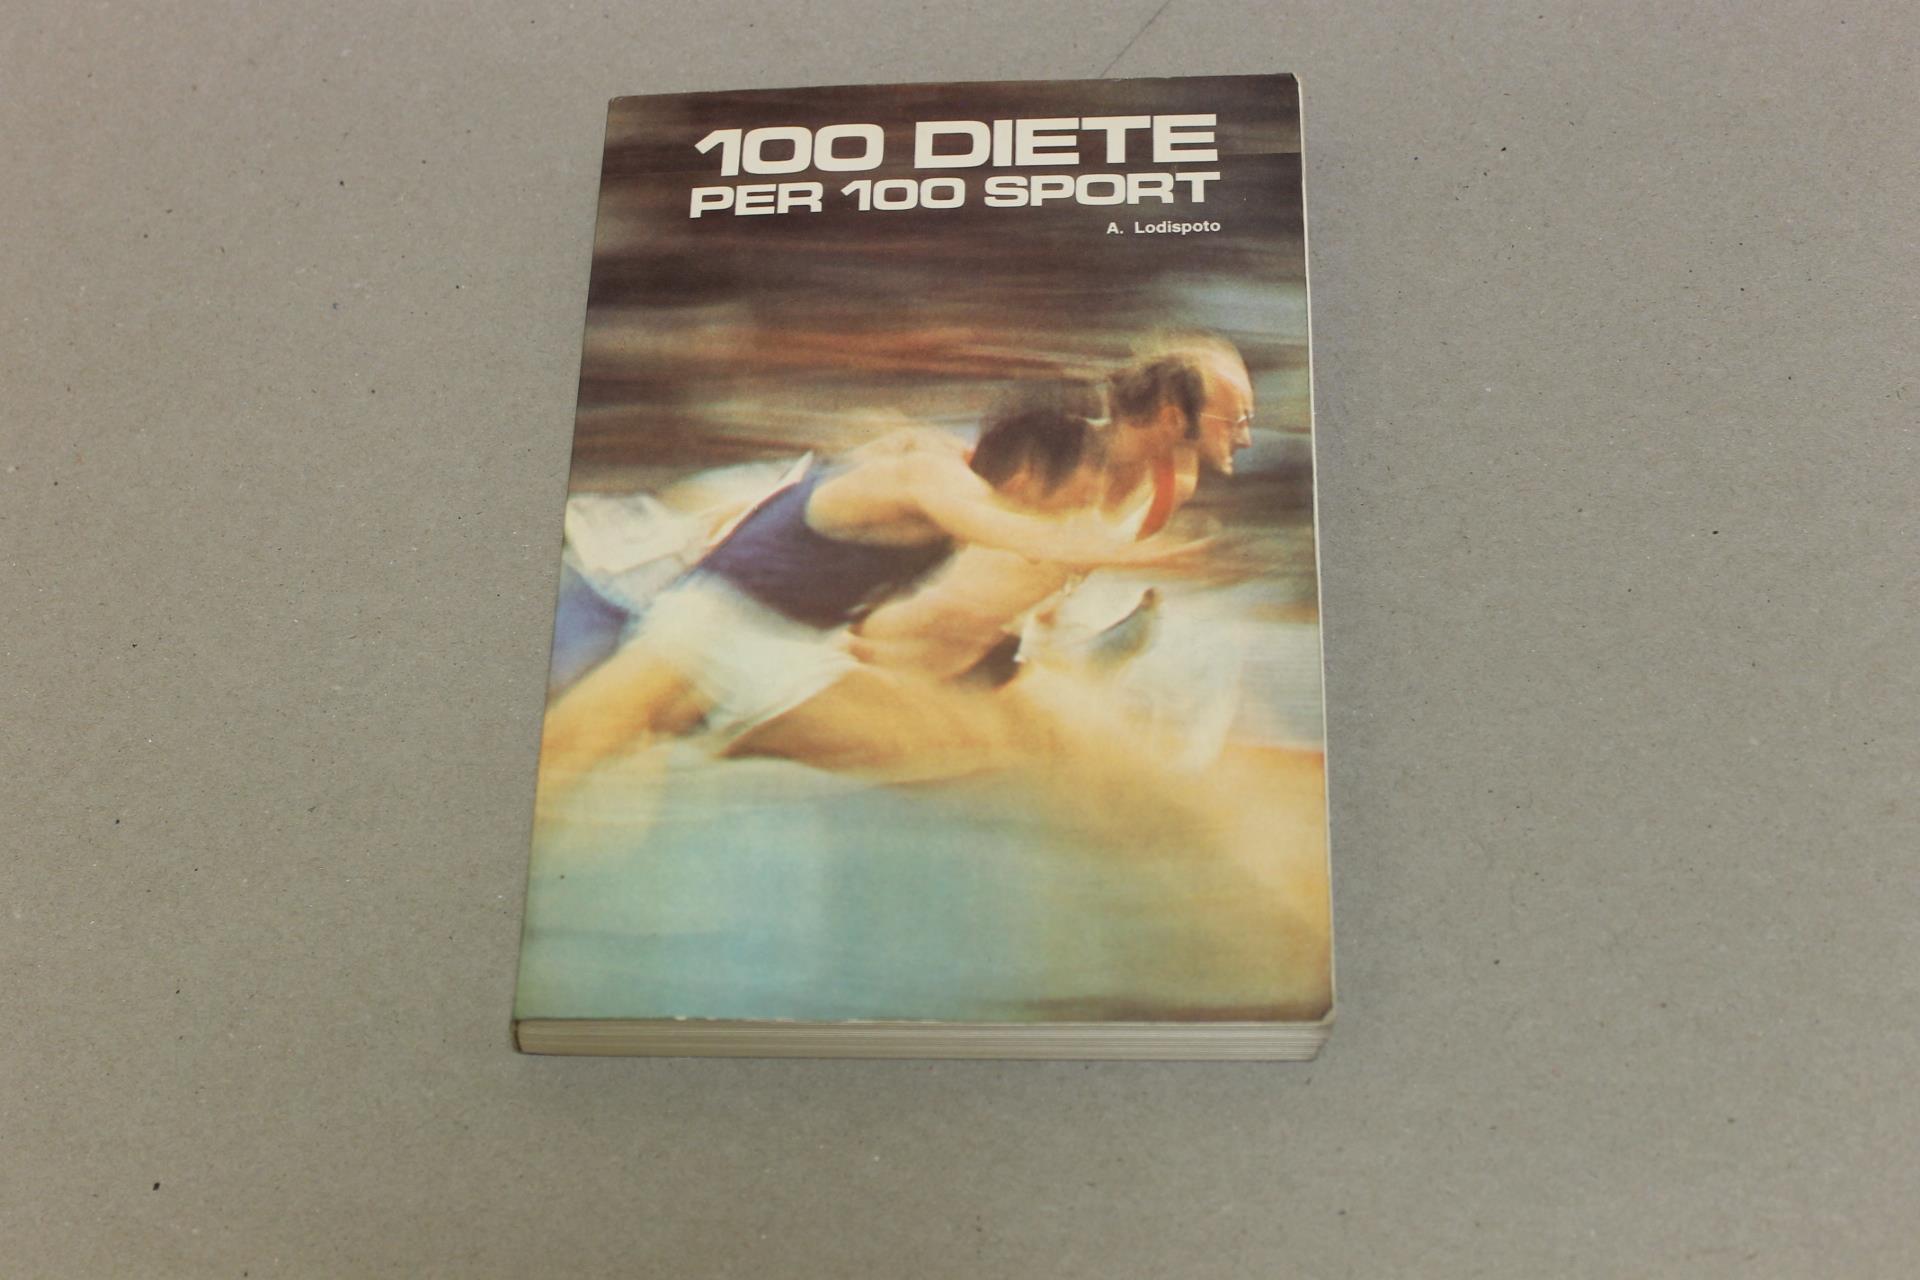 100 DIETE
PER 100 SPORT
A. Lodispoto